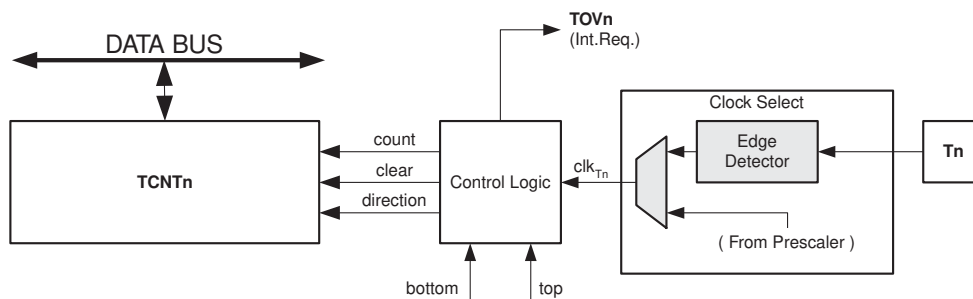 TOVn
(Int.Req.)
DATA BUS
Clock Select
count
Edge
Detector
Tn
TCNTn
clear
Control Logic
clkTn
direction
( From Prescaler )
bottom
top